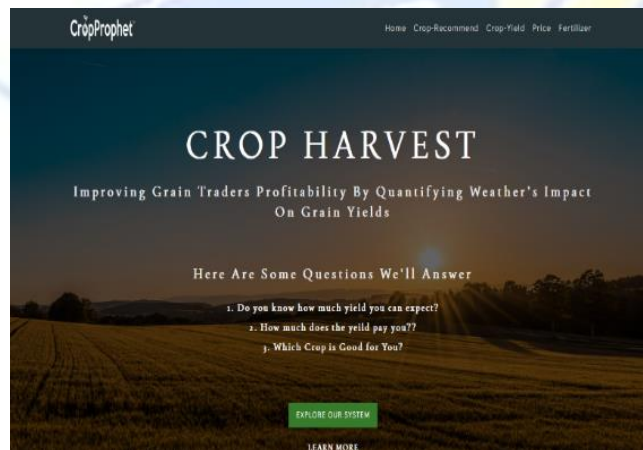 CropProphet
Home Crop-Recommend Crop-Yield Price Fertilizer
CROP HARVEST
Improving Grain Traders Profitability By Quantifying Weather's Impact
On Grain Yields
Here Are Some Questions We'll Answer
1. Do you know how much yield you can expect?
2. How much does the yeild pay you??
3. Which Crop is Good for You?
EXPLORE OUR SYSTEM
LEARN MORE